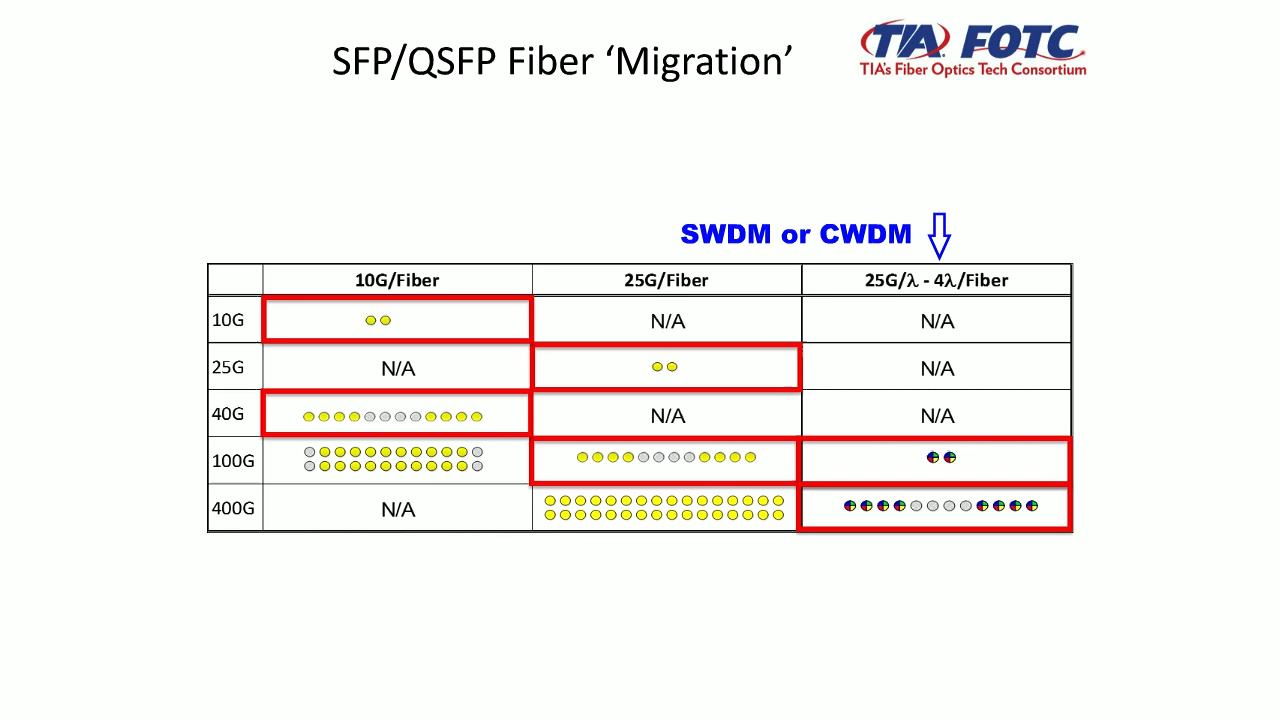 SFP/QSFP Fiber ‘Migration’
TIA FOTC
TIA's Fiber Optics Tech Consortium
SWDM or CWDM
10G/Fiber 25G/Fiber 25G/λ - 4λ/Fiber
10G N/A N/A
25G N/A N/A
40G N/A N/A
100G
400G N/A